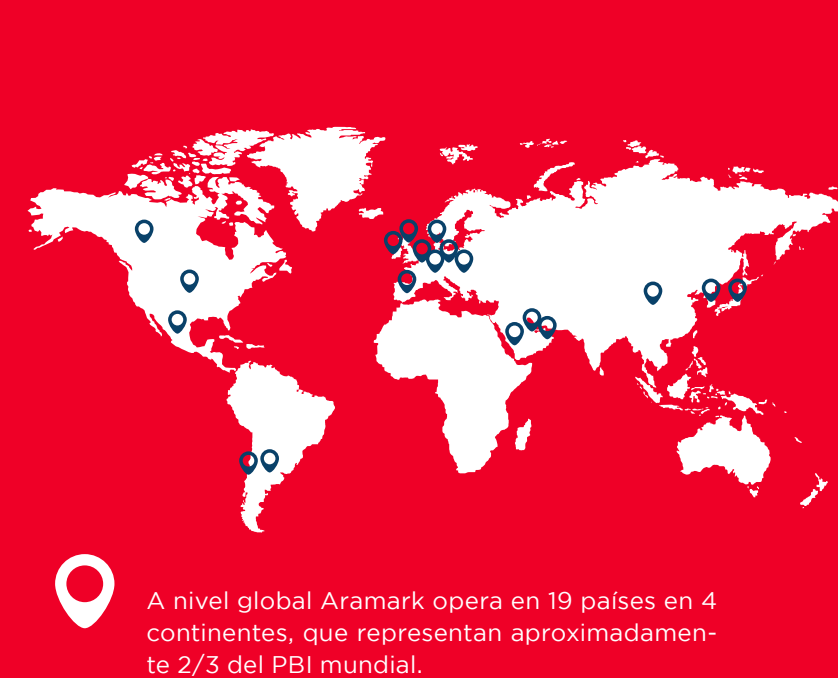 A nivel global Aramark opera en 19 países en 4
continentes, que representan aproximadamen-
te 2/3 del PBI mundial.